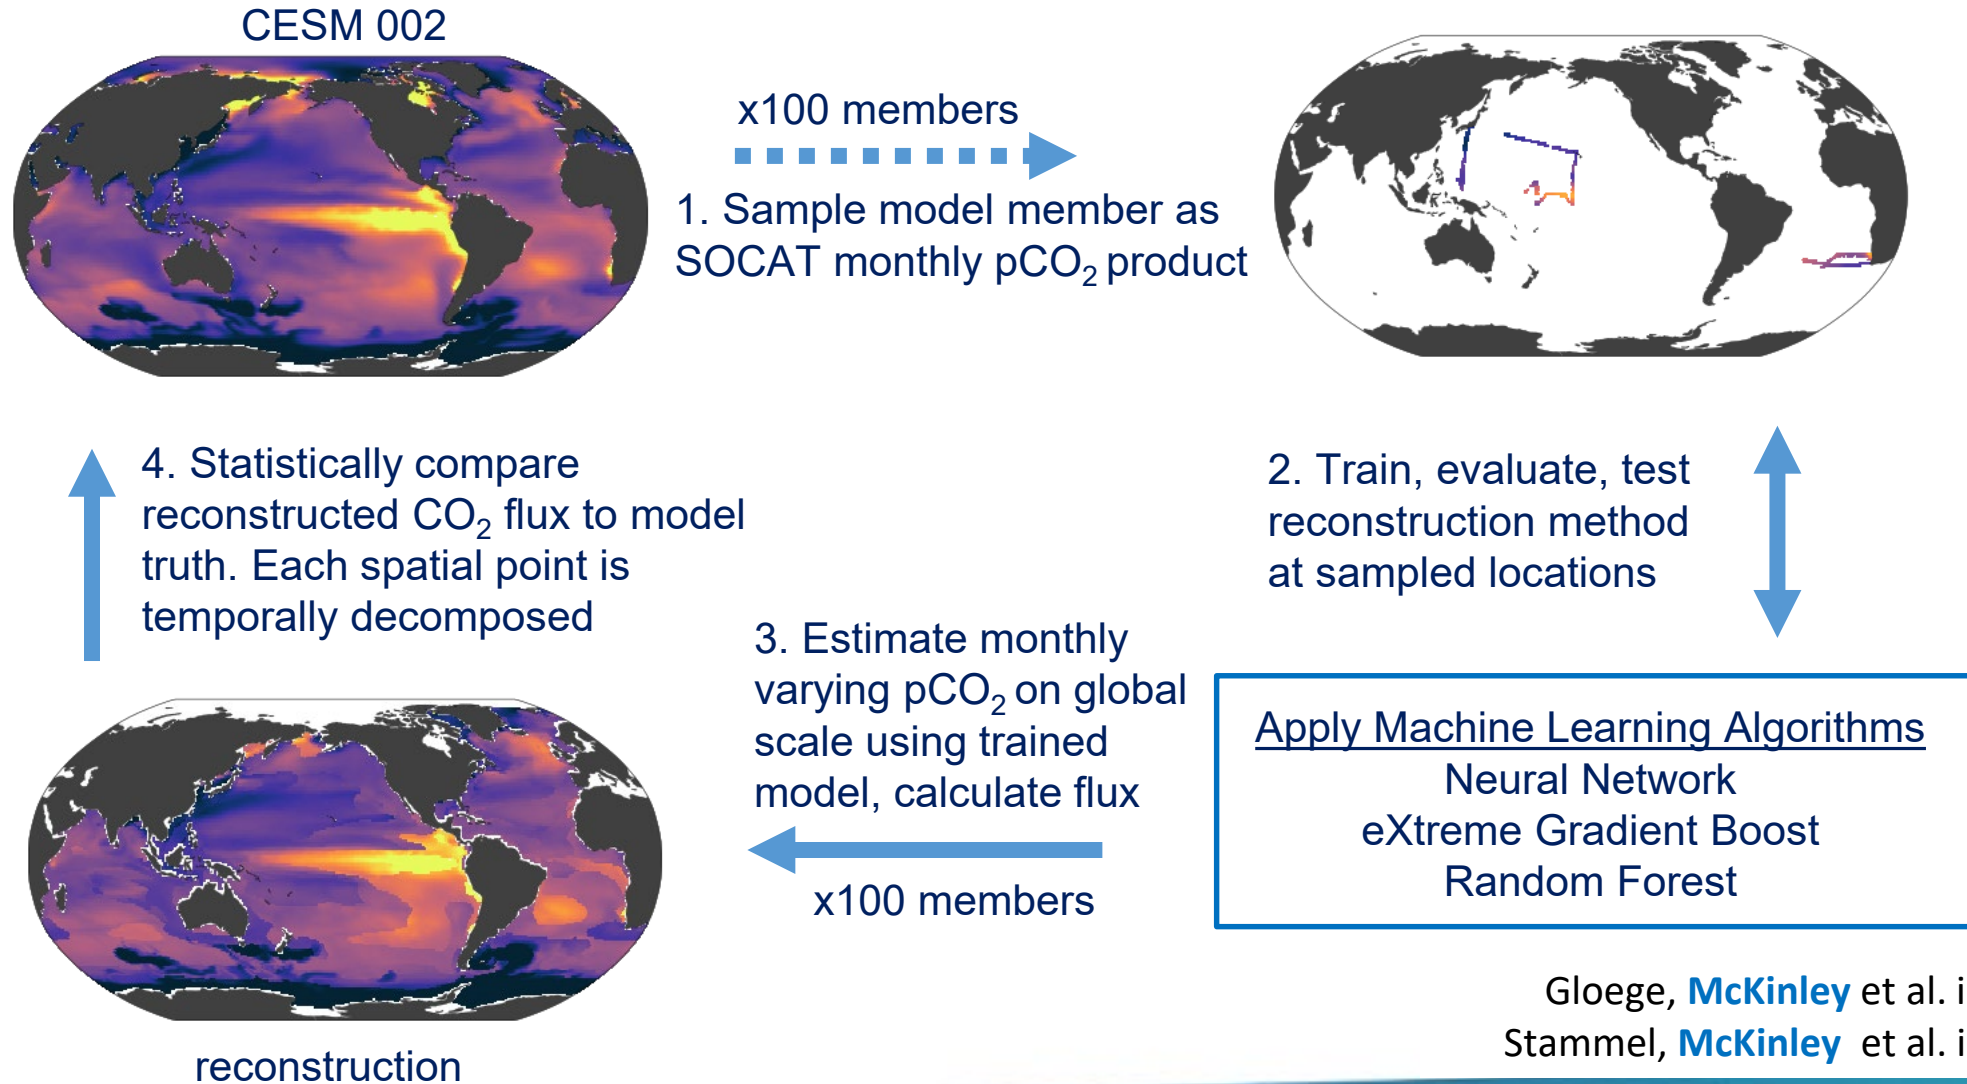 CESM 002
x100 members
1. Sample model member as
SOCAT monthly pCO₂ product
2. Train, evaluate, test
reconstruction method
at sampled locations
Apply Machine Learning Algorithms
Neural Network
eXtreme Gradient Boost
Random Forest
3. Estimate monthly
varying pCO₂ on global
scale using trained
model, calculate flux
x100 members
4. Statistically compare
reconstructed CO₂ flux to model
truth. Each spatial point is
temporally decomposed
reconstruction
Gloege, McKinley et al. i
Stammel, McKinley et al. i